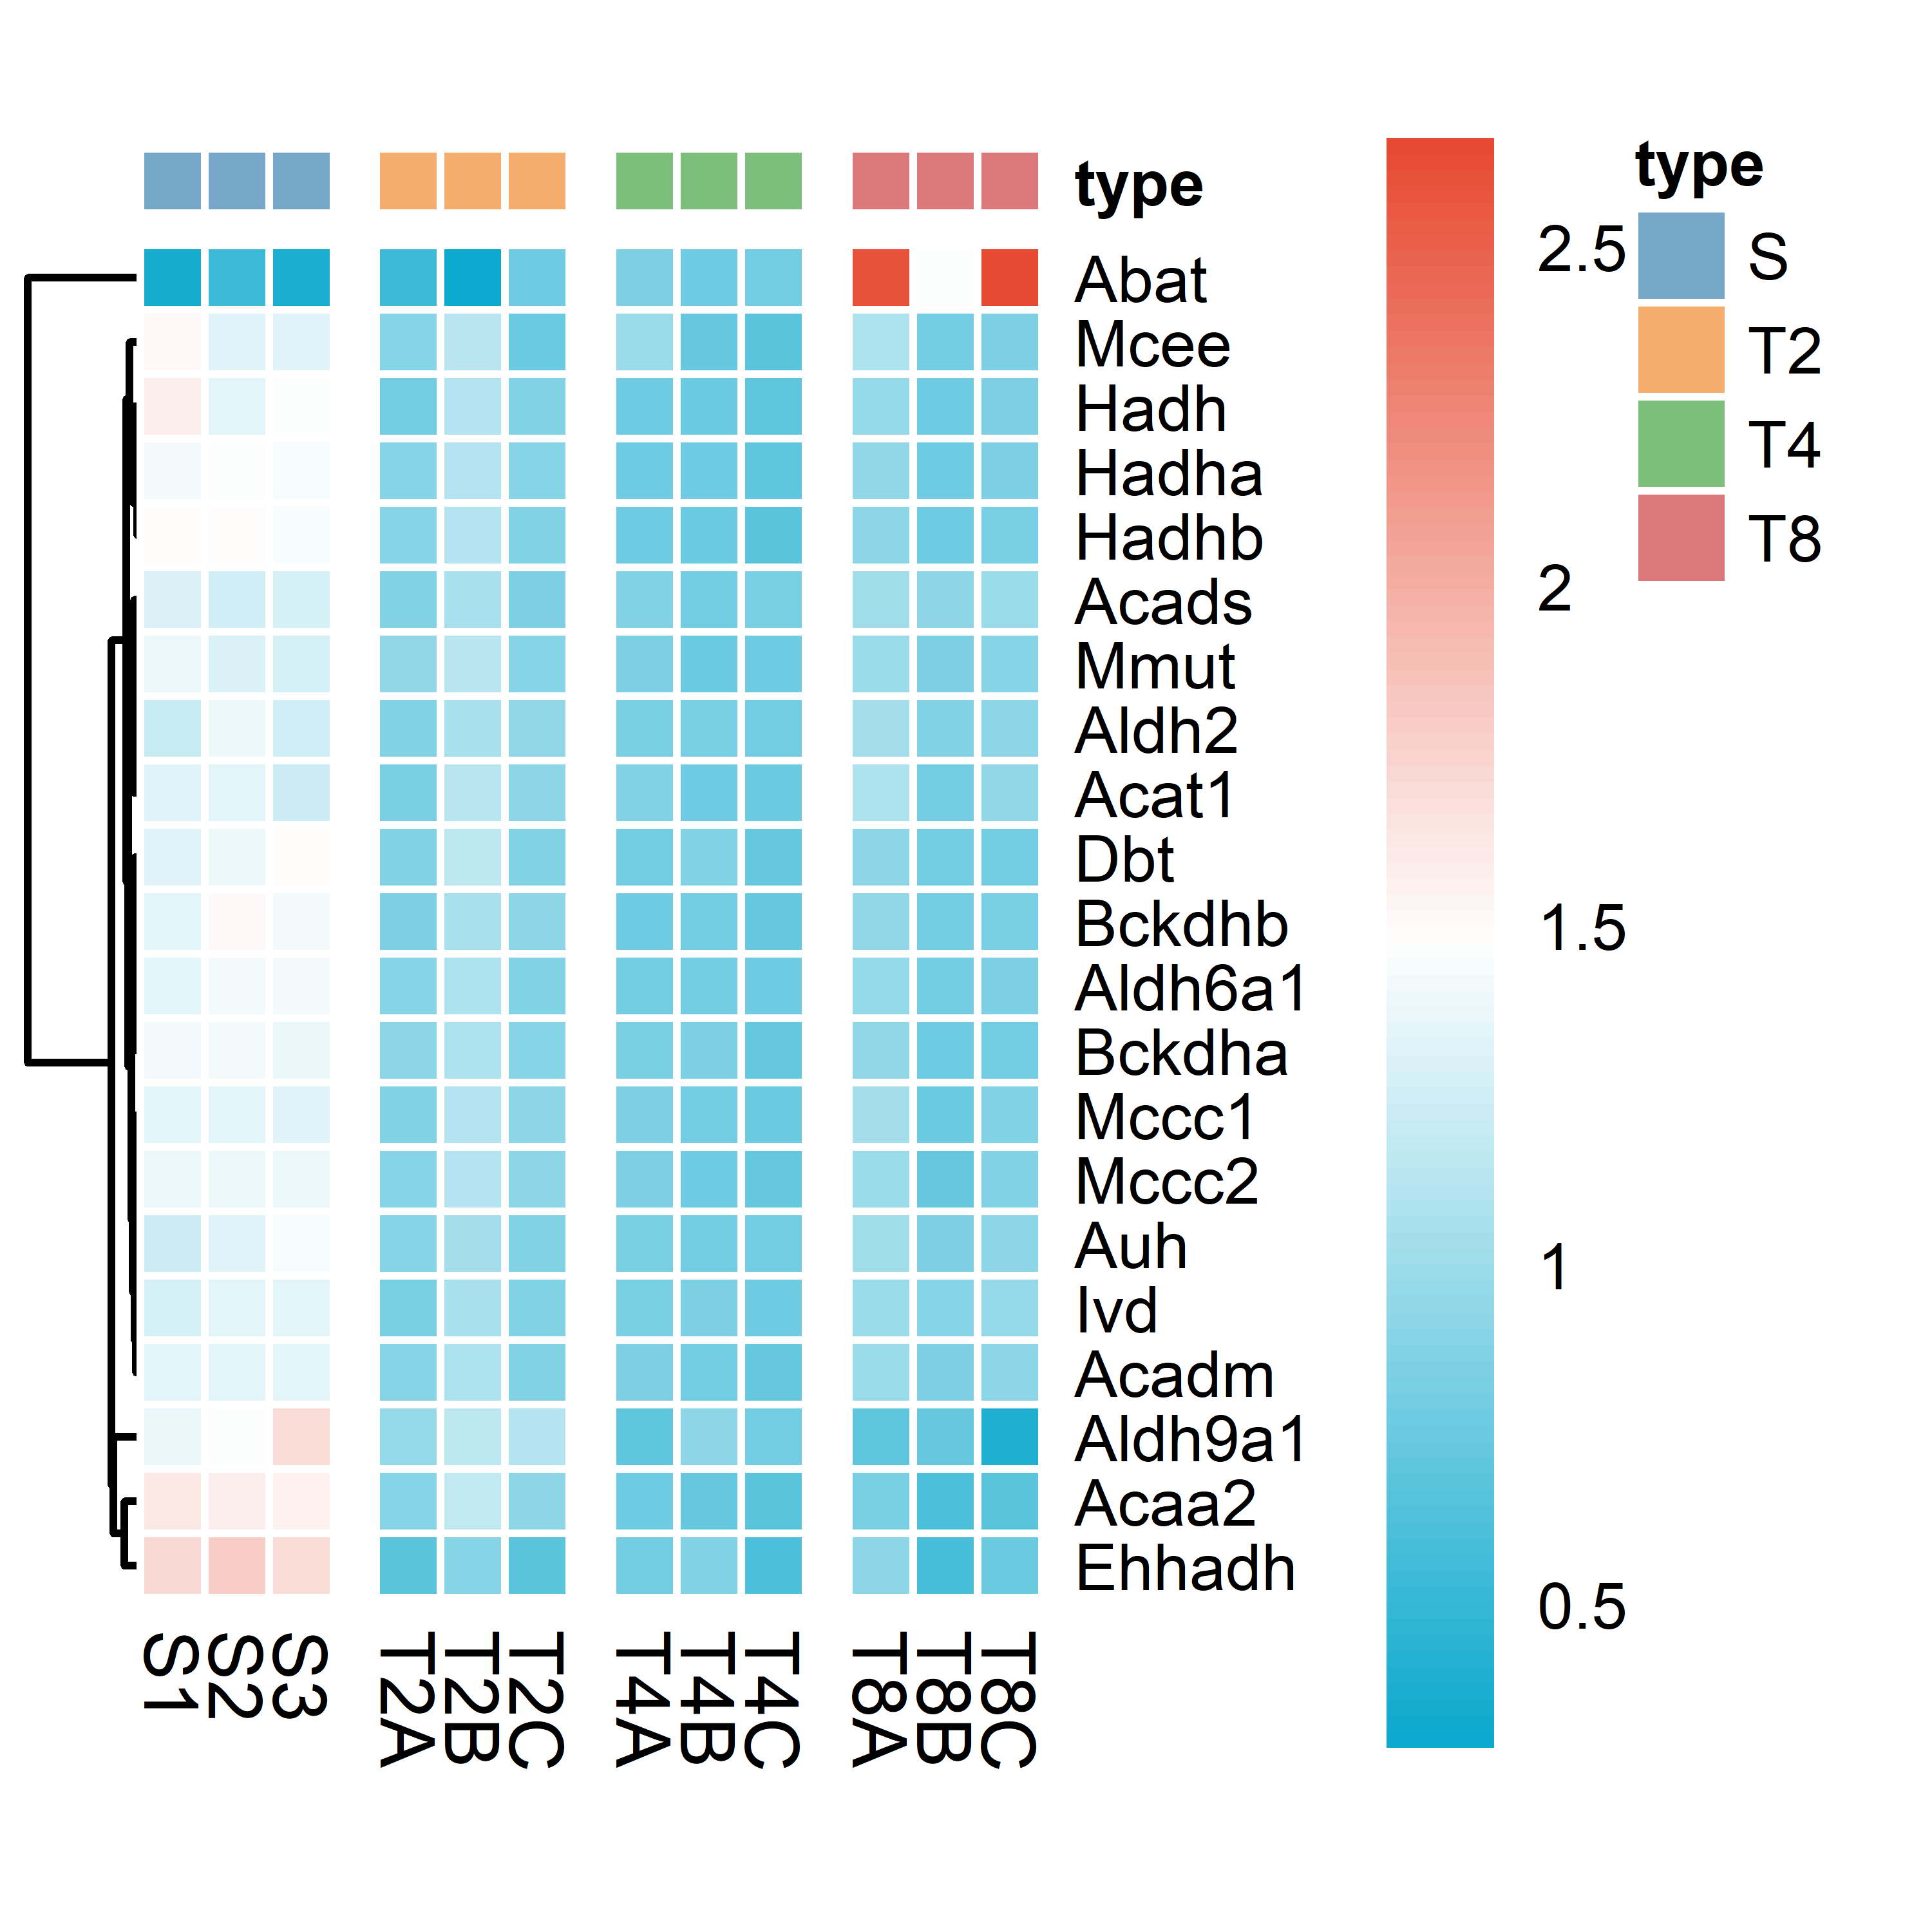 type
Abat
Mcee
Hadh
Hadha
Hadhb
Acads
Mmut
Aldh2
Acat1
Dbt
Bckdhb
Aldh6a1
Bckdha
Mccc1
Mccc2
Auh
Ivd
Acadm
Aldh9a1
Acaa2
Ehhadh
S1
S2
S3
T2A
T2B
T2C
T4A
T4B
T4C
T8A
T8B
T8C
2.5
2
1.5
1
0.5
type
S
T2
T4
T8